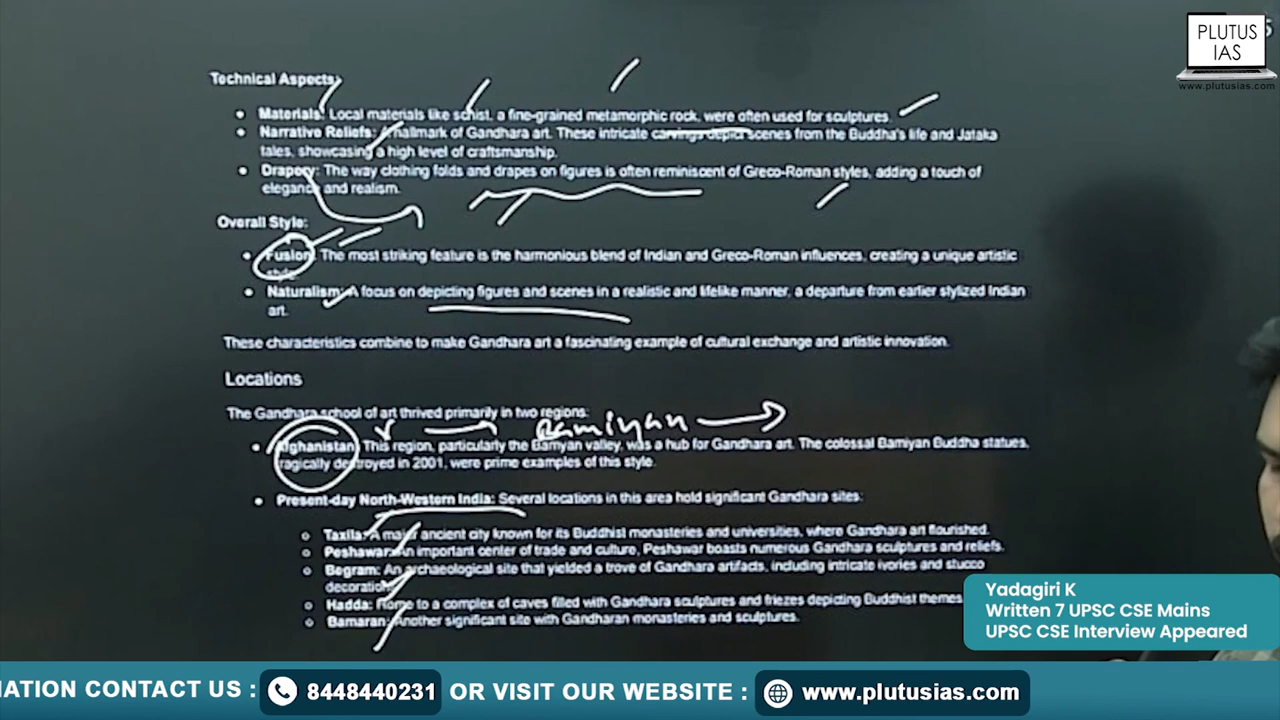 PLUTUS
IAS
www.plutusias.com
Technical Aspects:
Materials: Local materials like schist, a fine-grained metamorphic rock, were often used for sculptures.
Narrative Reliefs: A hallmark of Gandhara art. These intricate carvings depict scenes from the Buddha's life and Jataka
tales, showcasing a high level of craftsmanship.
Drapery: The way clothing folds and drapes on figures is often reminiscent of Greco-Roman styles, adding a touch of
elegance and realism.
Overall Style:
Fusion: The most striking feature is the harmonious blend of Indian and Greco-Roman influences, creating a unique artistic
style.
Naturalism: A focus on depicting figures and scenes in a realistic and lifelike manner, a departure from earlier stylized Indian
art.
These characteristics combine to make Gandhara art a fascinating example of cultural exchange and artistic innovation.
Locations
The Gandhara school of art thrived primarily in two regions:
Bamiyan
Afghanistan: This region, particularly the Bamyan valley, was a hub for Gandhara art. The colossal Bamiyan Buddha statues,
tragically destroyed in 2001, were prime examples of this style.
Present-day North-Western India: Several locations in this area hold significant Gandhara sites:
Taxila: A major ancient city known for its Buddhist monasteries and universities, where Gandhara art flourished.
Peshawar: An important center of trade and culture, Peshawar boasts numerous Gandhara sculptures and reliefs.
Begram: An archaeological site that yielded a trove of Gandhara artifacts, including intricate ivories and stucco
decorations.
Hadda: Home to a complex of caves filled with Gandhara sculptures and friezes depicting Buddhist themes.
Bamaran: Another significant site with Gandharan monasteries and sculptures.
Yadagiri K
Written 7 UPSC CSE Mains
UPSC CSE Interview Appeared
MATION CONTACT US : 8448440231 OR VISIT OUR WEBSITE : www.plutusias.com